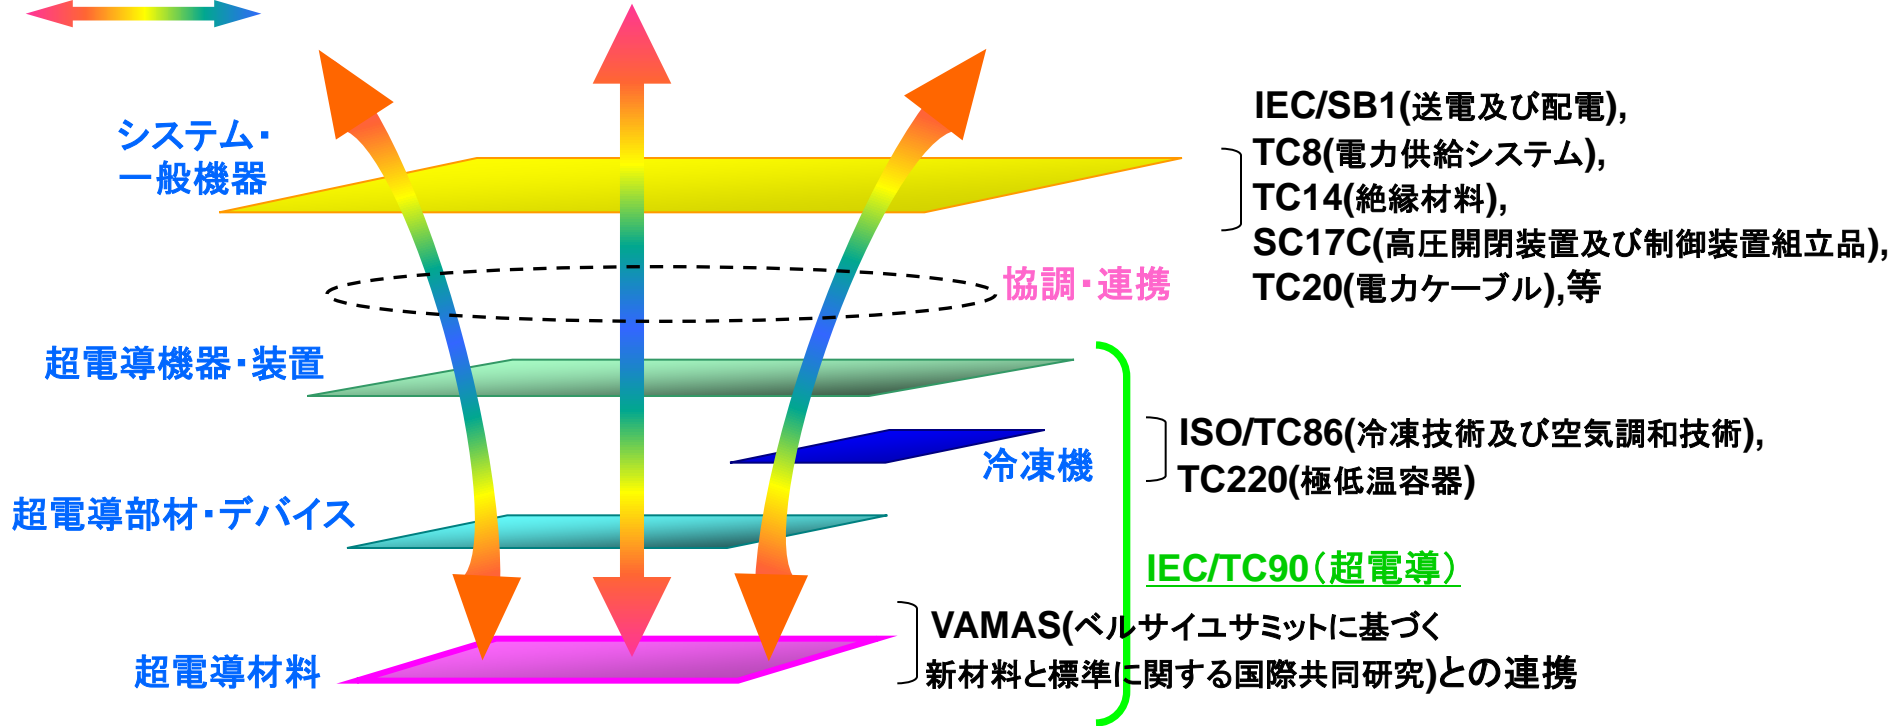 システム・
一般機器
IEC/SB1(送電及び配電),
TC8(電力供給システム),
TC14(絶縁材料),
SC17C(高圧開閉装置及び制御装置組立品),
TC20(電力ケーブル),等
協調・連携
超電導機器・装置
冷凍機
ISO/TC86(冷凍技術及び空気調和技術),
TC220(極低温容器)
超電導部材・デバイス
IEC/TC90(超電導)
VAMAS(ベルサイユサミットに基づく
新材料と標準に関する国際共同研究)との連携
超電導材料